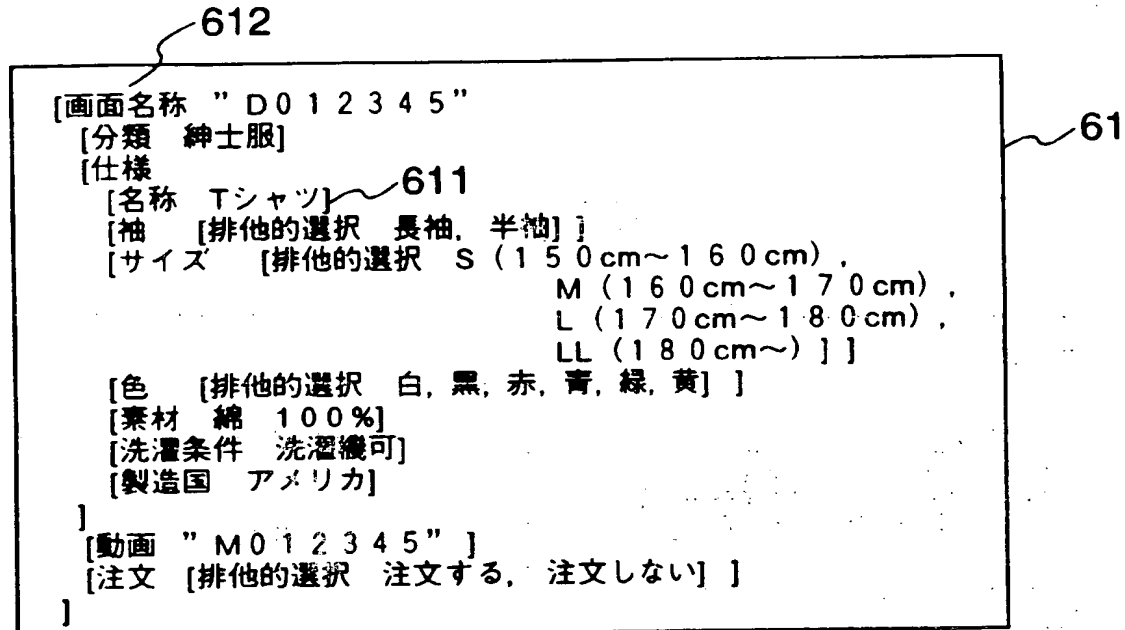 612
[画面名称 ”D012345”
[分類 紳士服]
61
[仕様
[名称 Tシャツ] 611
[袖 [排他的選択 長袖, 半袖] ]
[サイズ [排他的選択 S (150cm~160cm),
M (160cm~170cm),
L (170cm~180cm),
LL (180cm~) ] ]
[色 [排他的選択 白, 黒, 赤, 青, 緑, 黄] ]
[素材 綿 100%]
[洗濯条件 洗濯機可]
[製造国 アメリカ]
]
[動画 ”M012345” ]
[注文 [排他的選択 注文する, 注文しない] ]
]